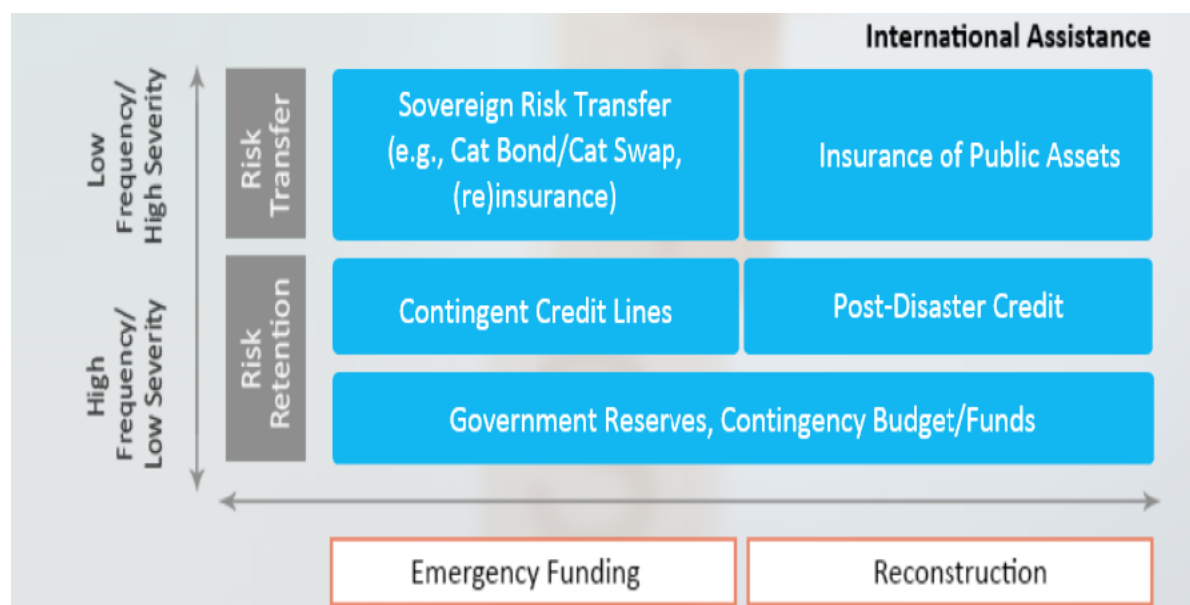 International Assistance
Low
Frequency/
High Severity
Risk
Transfer
Sovereign Risk Transfer
(e.g., Cat Bond/Cat Swap,
(re)insurance)
Insurance of Public Assets
High
Frequency/
Low Severity
Risk
Retention
Contingent Credit Lines
Post-Disaster Credit
Government Reserves, Contingency Budget/Funds
Emergency Funding
Reconstruction